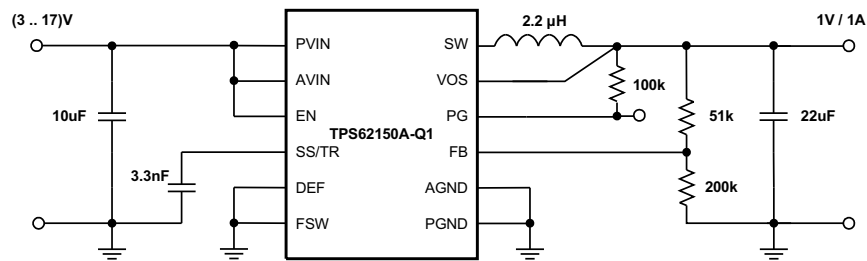 (3 .. 17)V
2.2 µH
1V / 1A
PVIN
SW
AVIN
VOS
100k
10uF
EN
PG
51k
22uF
TPS62150A-Q1
3.3nF
SS/TR
FB
DEF
AGND
200k
FSW
PGND